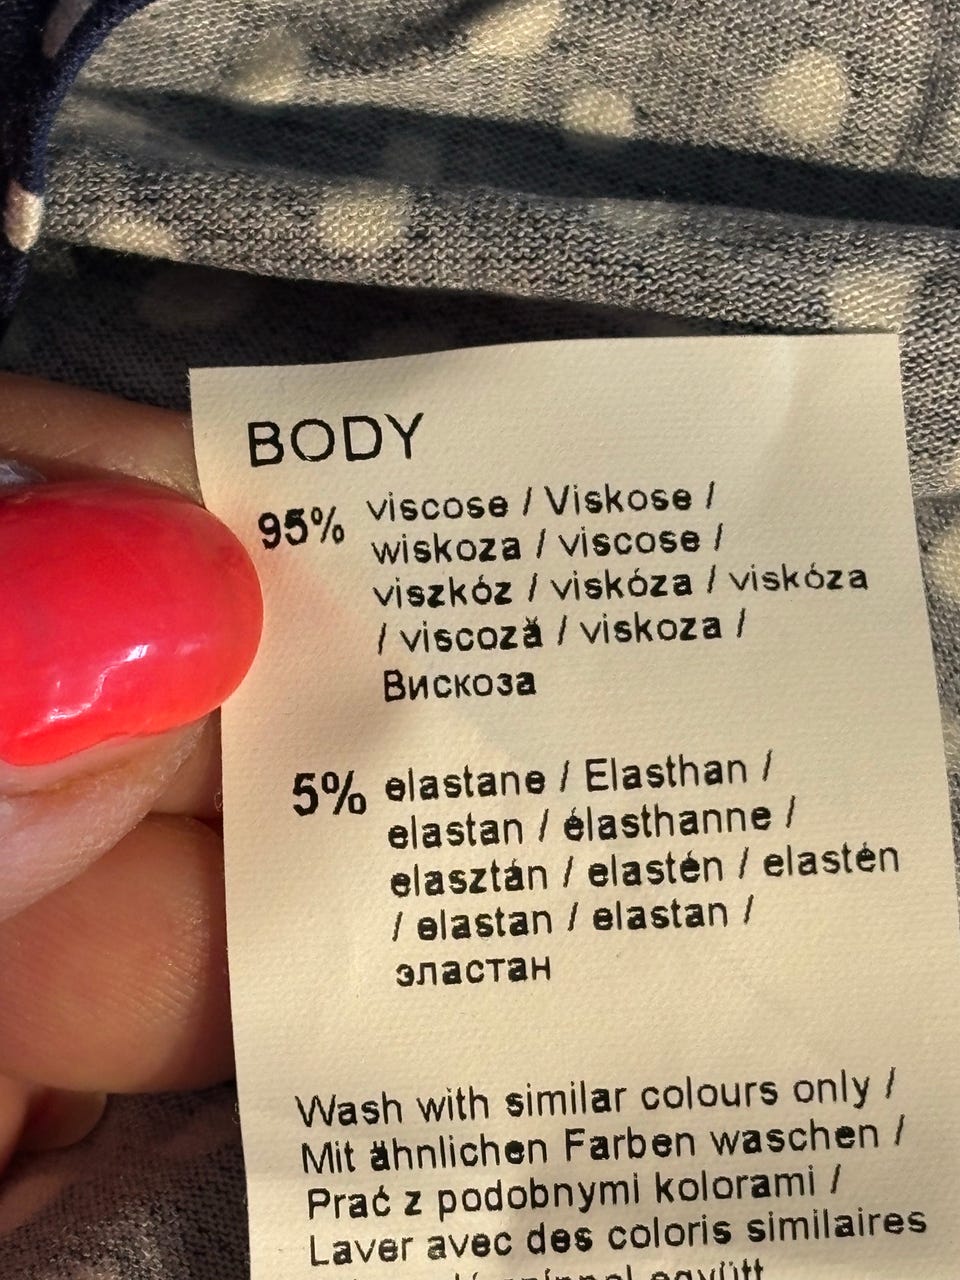 BODY
95% viscose / Viskose /
wiskoza / viscose /
viszkóz / viskóza / viskóza
/ viscoză / viskoza /
Вискоза
5% elastane / Elasthan /
elastan / élasthanne /
elasztán / elastén / elastén
/ elastan / elastan /
эластан
Wash with similar colours only /
Mit ähnlichen Farben waschen /
Prać z podobnymi kolorami /
Laver avec des coloris similaires
együtt